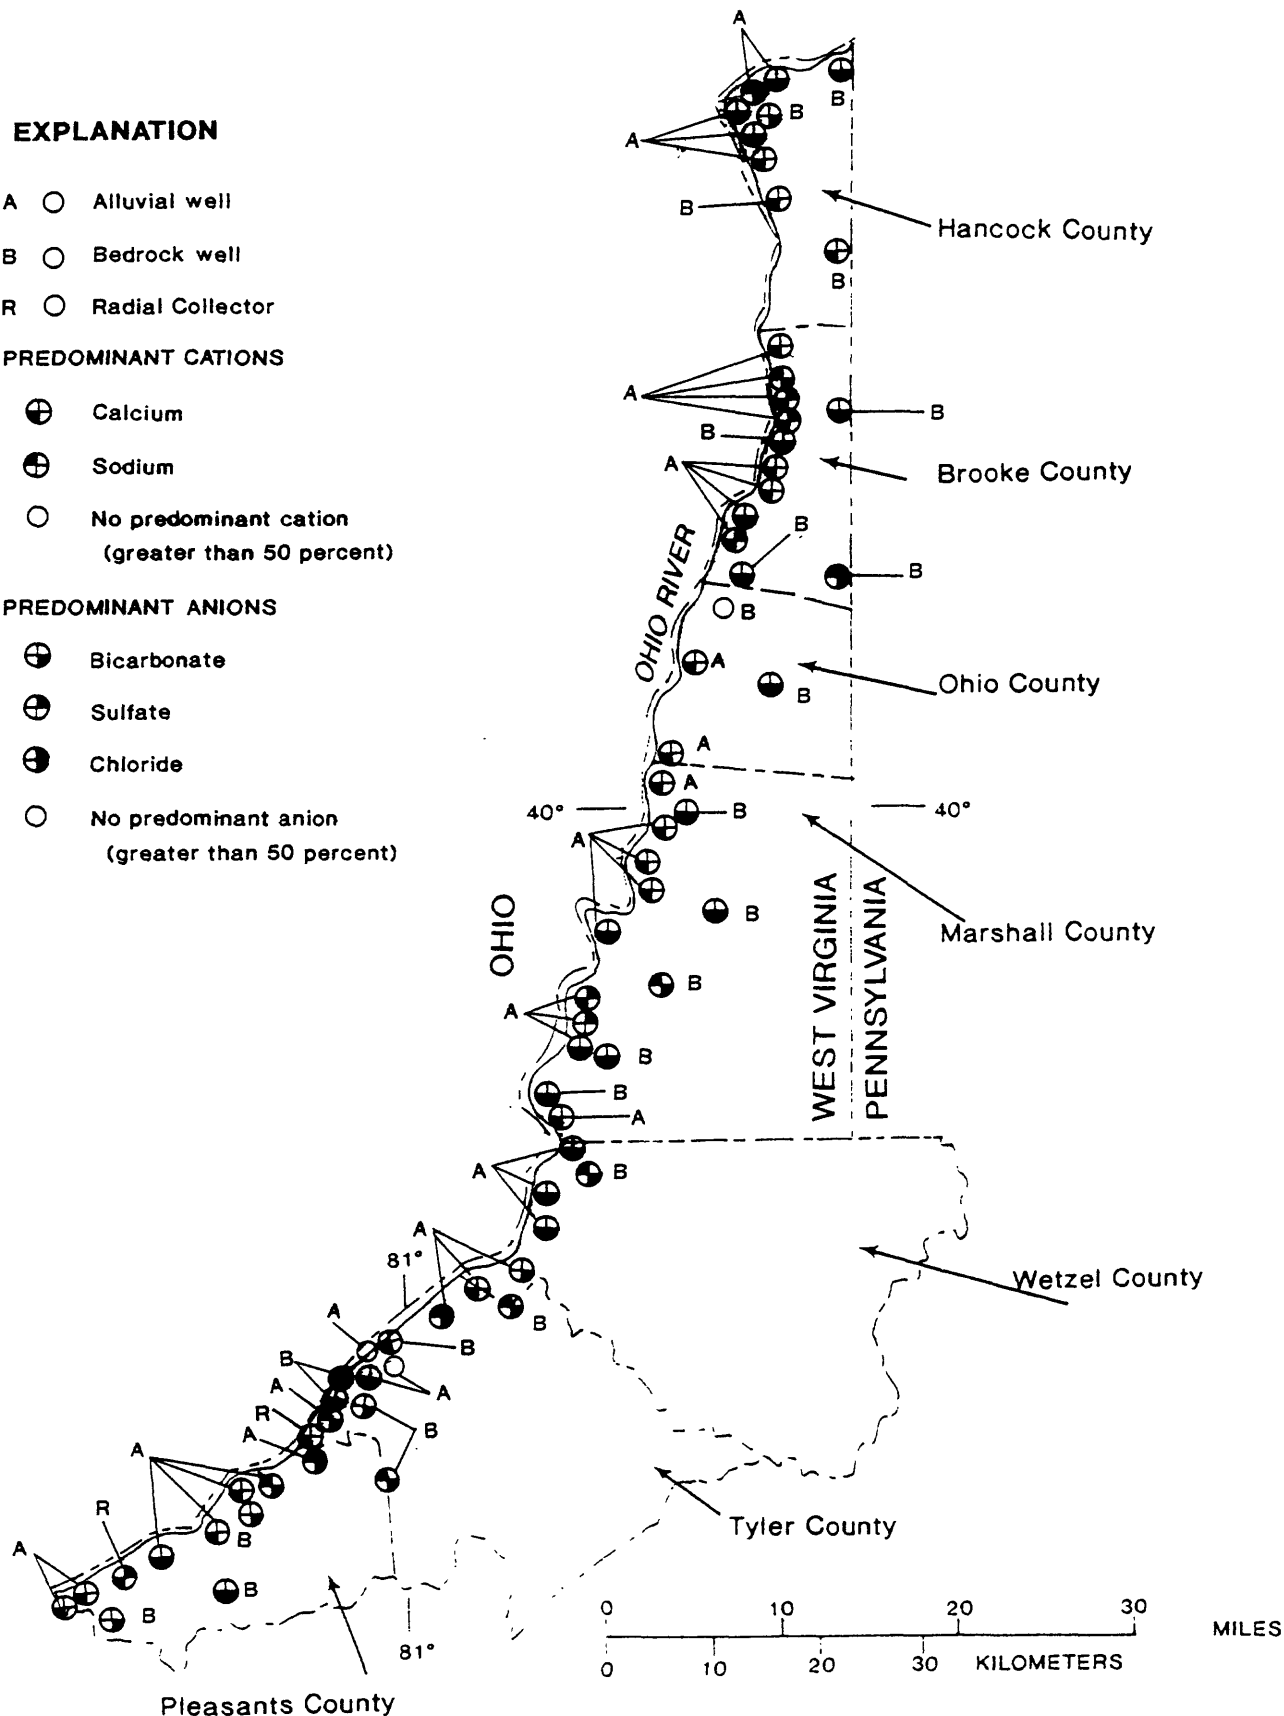 EXPLANATION
A Alluvial well
B Bedrock well
R Radial Collector
PREDOMINANT CATIONS
Calcium
Sodium
No predominant cation
(greater than 50 percent)
PREDOMINANT ANIONS
Bicarbonate
Sulfate
Chloride
No predominant anion
(greater than 50 percent)
A
B
B
A
B
Hancock County
B
A
B
B
A
Brooke County
B
B
OHIO RIVER
B
A
Ohio County
B
A
A
40°
B
40°
A
OHIO
B
WEST VIRGINIA
PENNSYLVANIA
Marshall County
B
A
B
B
A
A
B
A
81°
Wetzel County
B
A
B
B
A
A
R
B
A
A
R
B
Tyler County
A
B
B
81°
Pleasants County
0 10 20 30 MILES
0 10 20 30 KILOMETERS